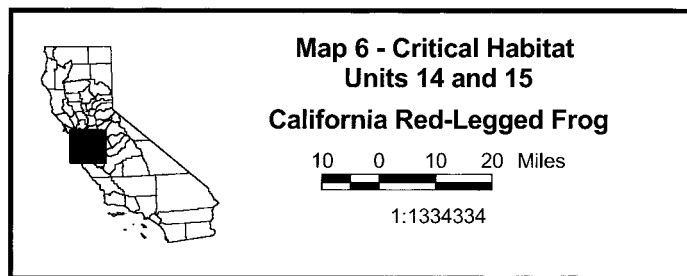 Map 6 - Critical Habitat
Units 14 and 15
California Red-Legged Frog
10 0 10 20 Miles
1:1334334